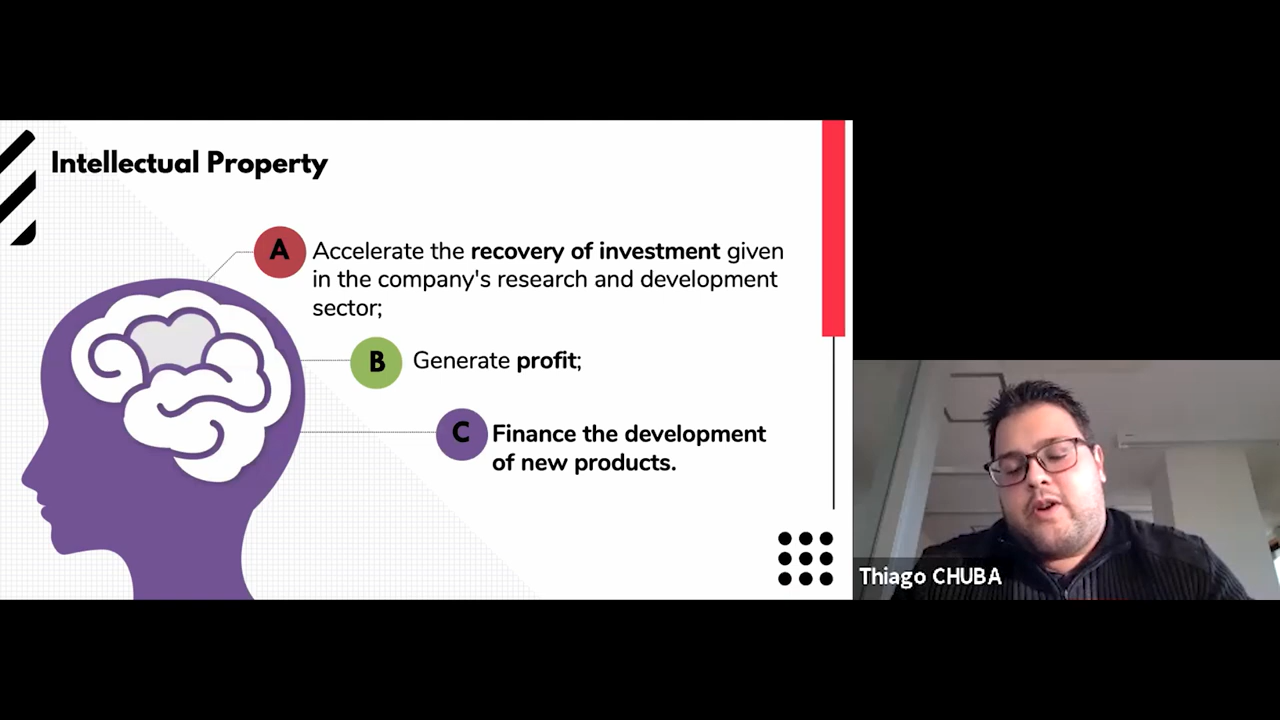 Intellectual Property
A
Accelerate the recovery of investment given
in the company's research and development
sector;
B
Generate profit;
C
Finance the development
of new products.
Thiago CHUBA